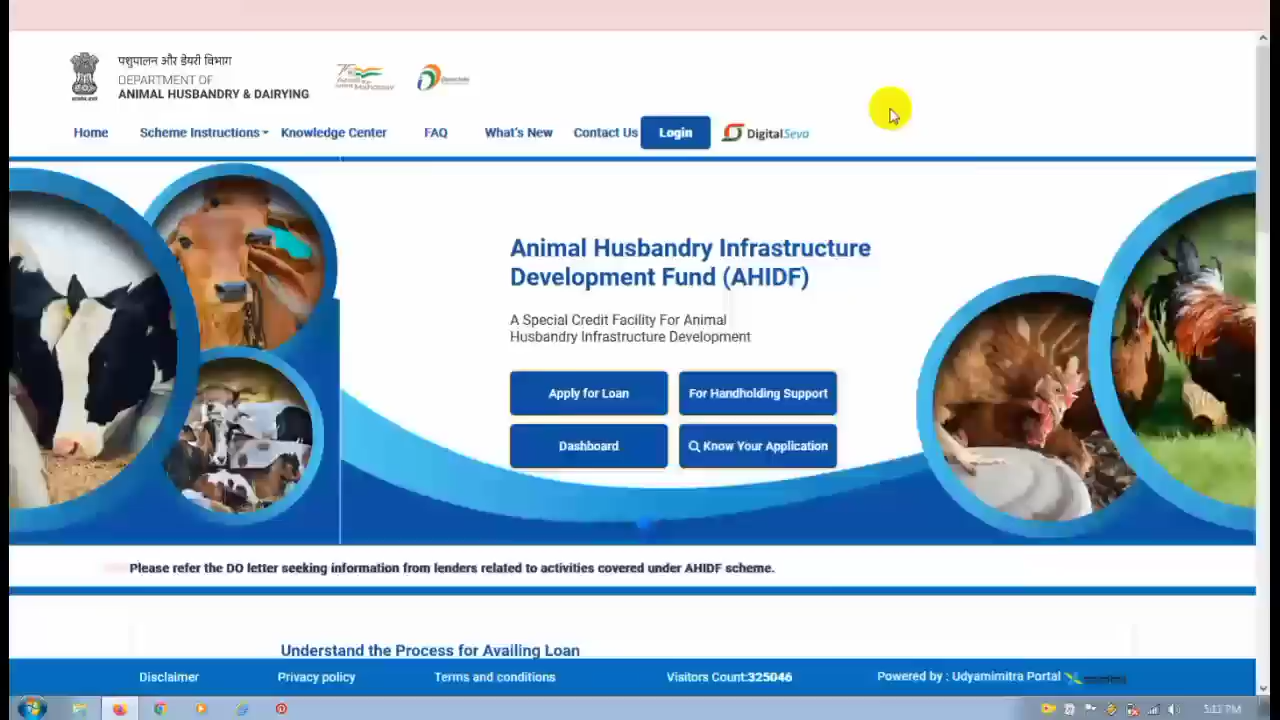 पशुपालन और डेयरी विभाग
DEPARTMENT OF
ANIMAL HUSBANDRY & DAIRYING
Home Scheme Instructions Knowledge Center FAQ What's New Contact Us Login DigitalSeva
Animal Husbandry Infrastructure
Development Fund (AHIDF)
A Special Credit Facility For Animal
Husbandry Infrastructure Development
Apply for Loan For Handholding Support
Dashboard Know Your Application
Please refer the DO letter seeking information from lenders related to activities covered under AHIDF scheme.
Understand the Process for Availing Loan
Disclaimer Privacy policy Terms and conditions Visitors Count:325046 Powered by : Udyamimitra Portal
5:13 PM